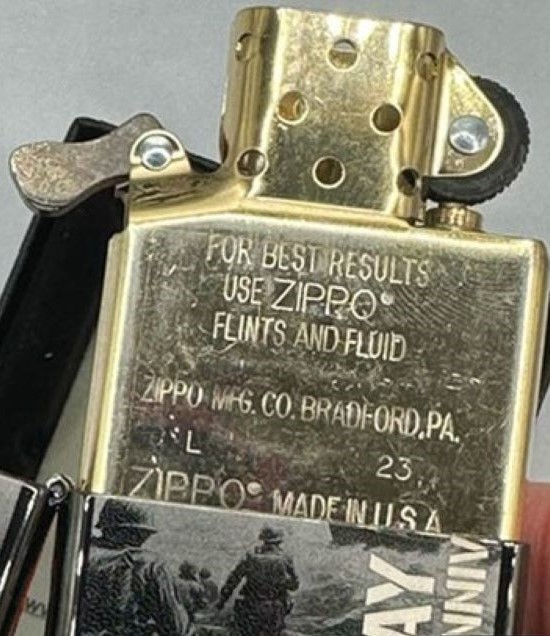 FOR BEST RESULTS
USE ZIPPO®
FLINTS AND FLUID
ZIPPO MFG. CO. BRADFORD, PA.
L 23
ZIPPO® MADE IN U.S.A